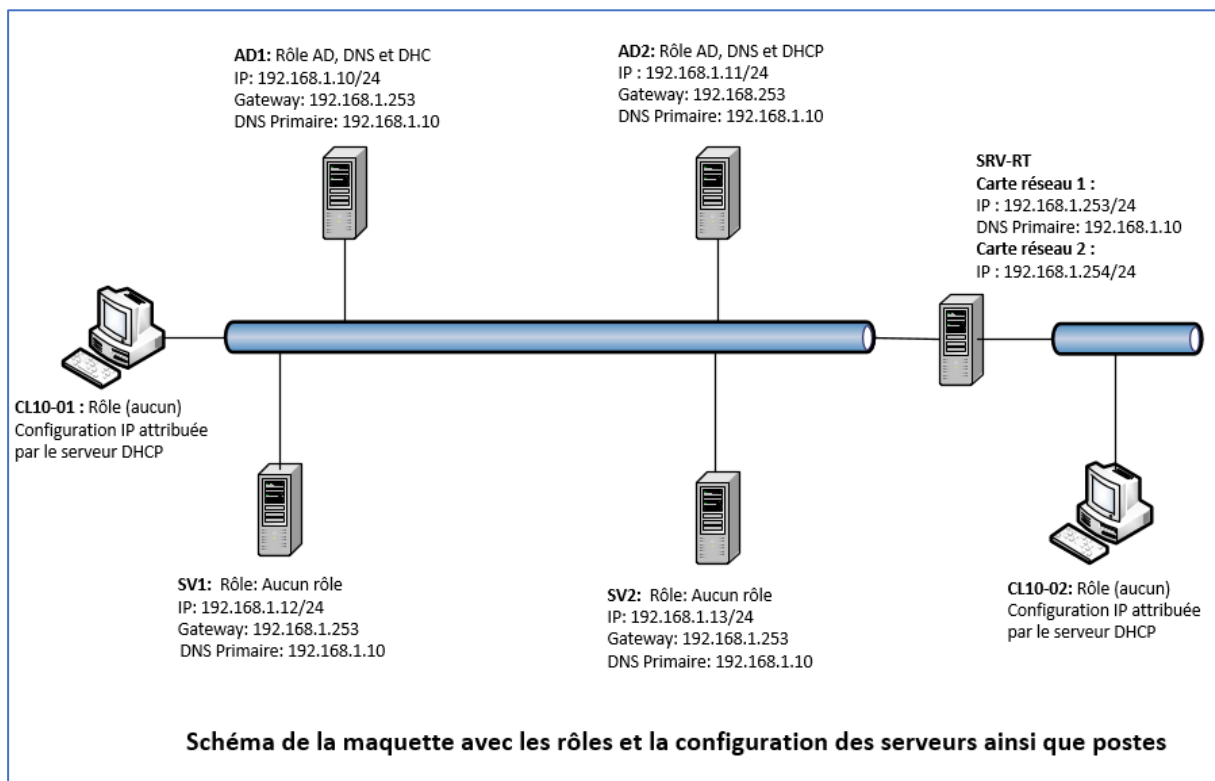 AD1: Rôle AD, DNS et DHC
IP: 192.168.1.10/24
Gateway: 192.168.1.253
DNS Primaire: 192.168.1.10
AD2: Rôle AD, DNS et DHCP
IP : 192.168.1.11/24
Gateway: 192.168.253
DNS Primaire: 192.168.1.10
SRV-RT
Carte réseau 1 :
IP : 192.168.1.253/24
DNS Primaire: 192.168.1.10
Carte réseau 2 :
IP : 192.168.1.254/24
CL10-01 : Rôle (aucun)
Configuration IP attribuée
par le serveur DHCP
SV1: Rôle: Aucun rôle
IP: 192.168.1.12/24
Gateway: 192.168.1.253
DNS Primaire: 192.168.1.10
SV2: Rôle: Aucun rôle
IP: 192.168.1.13/24
Gateway: 192.168.1.253
DNS Primaire: 192.168.1.10
CL10-02: Rôle (aucun)
Configuration IP attribuée
par le serveur DHCP
Schéma de la maquette avec les rôles et la configuration des serveurs ainsi que postes